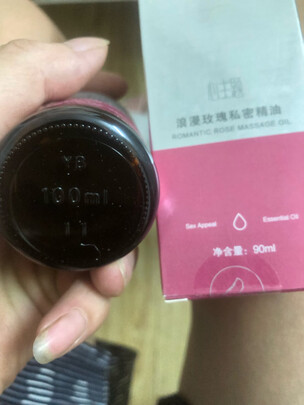 浪漫玫瑰私密精油
ROMANTIC ROSE MASSAGE OIL
Sex Appeal
Essential Oil
净含量：90ml
YB
100ml
11